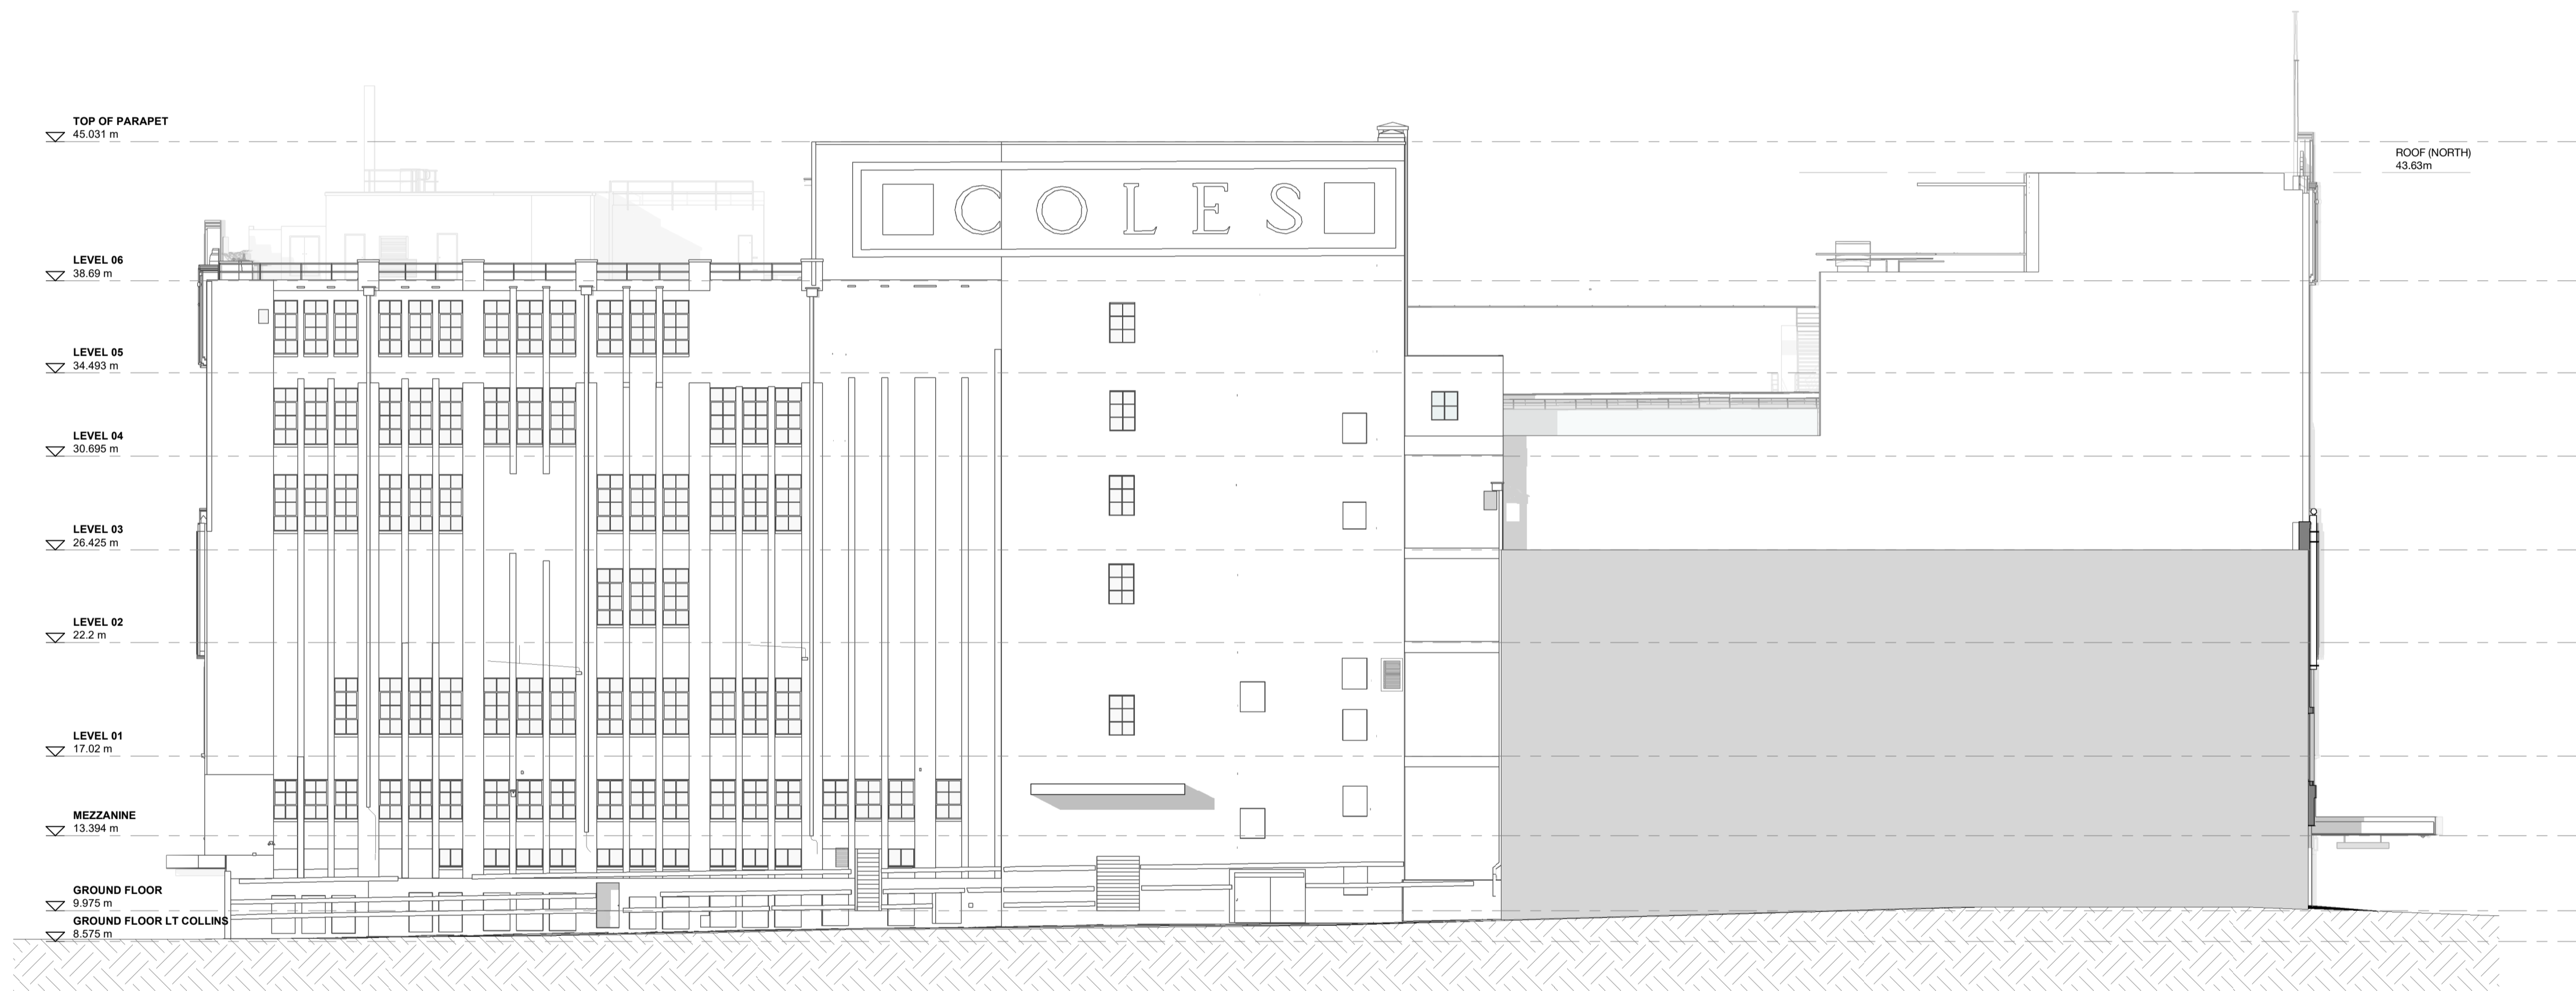 TOP OF PARAPET
45.031 m
ROOF (NORTH)
43.63m
COLES
LEVEL 06
38.69 m
LEVEL 05
34.493 m
LEVEL 04
30.695 m
LEVEL 03
26.425 m
LEVEL 02
22.2 m
LEVEL 01
17.02 m
MEZZANINE
13.394 m
GROUND FLOOR
9.975 m
GROUND FLOOR LT COLLINS
8.575 m